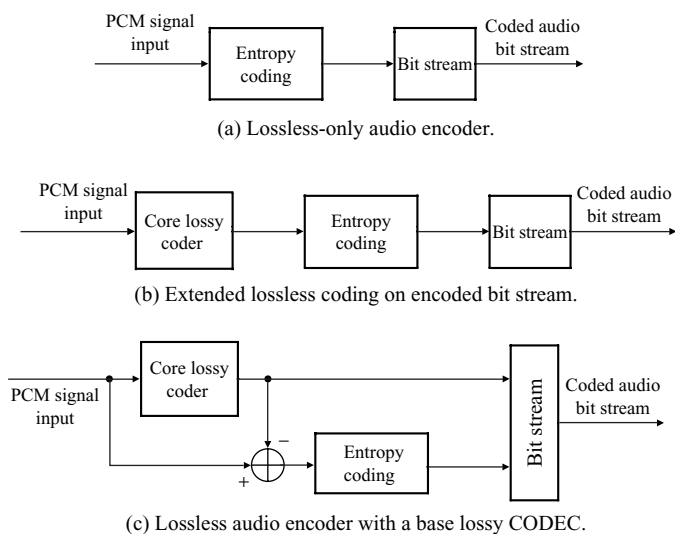 PCM signal
input
Entropy
coding
Bit stream
Coded audio
bit stream
(a) Lossless-only audio encoder.
PCM signal
input
Core lossy
coder
Entropy
coding
Bit stream
Coded audio
bit stream
(b) Extended lossless coding on encoded bit stream.
PCM signal
input
Core lossy
coder
−
+
Entropy
coding
Bit stream
Coded audio
bit stream
(c) Lossless audio encoder with a base lossy CODEC.